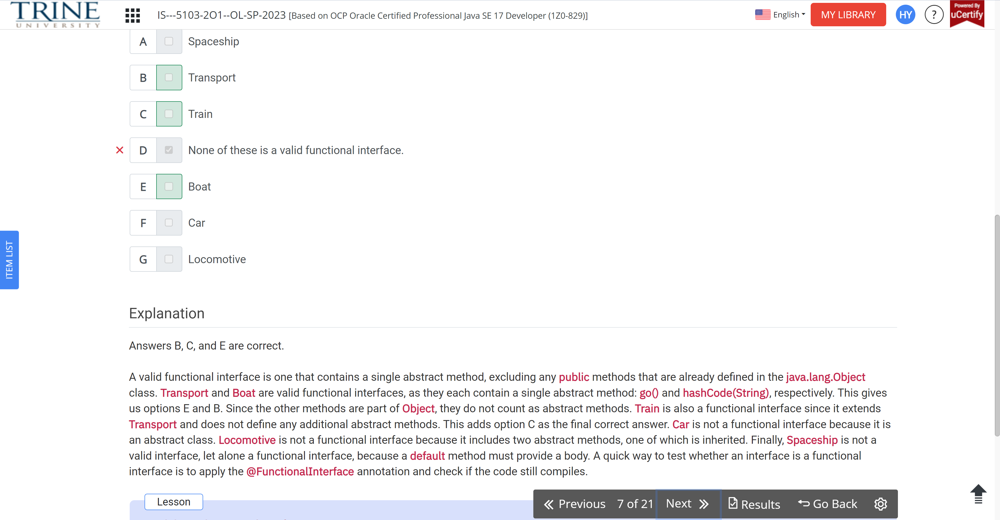 TRINE
UNIVERSITY
IS---5103-2O1--OL-SP-2023 [Based on OCP Oracle Certified Professional Java SE 17 Developer (1Z0-829)]
English
MY LIBRARY
HY
?
Powered By
uCertify
A Spaceship
B Transport
C Train
D None of these is a valid functional interface.
E Boat
F Car
G Locomotive
ITEM LIST
Explanation
Answers B, C, and E are correct.
A valid functional interface is one that contains a single abstract method, excluding any public methods that are already defined in the java.lang.Object
class. Transport and Boat are valid functional interfaces, as they each contain a single abstract method: go() and hashCode(String), respectively. This gives
us options E and B. Since the other methods are part of Object, they do not count as abstract methods. Train is also a functional interface since it extends
Transport and does not define any additional abstract methods. This adds option C as the final correct answer. Car is not a functional interface because it is
an abstract class. Locomotive is not a functional interface because it includes two abstract methods, one of which is inherited. Finally, Spaceship is not a
valid interface, let alone a functional interface, because a default method must provide a body. A quick way to test whether an interface is a functional
interface is to apply the @FunctionalInterface annotation and check if the code still compiles.
Lesson
Previous 7 of 21 Next Results Go Back